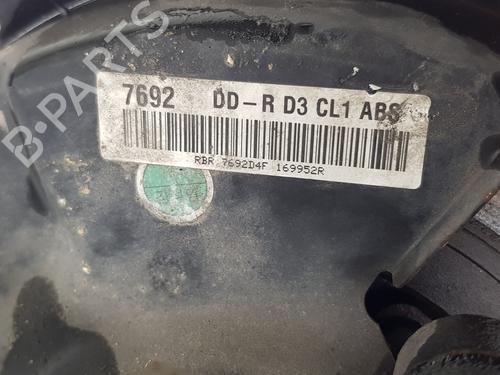 B-PARTS
7692 DD-R D3 CL1 ABS
RBR 7692D4F 169952R